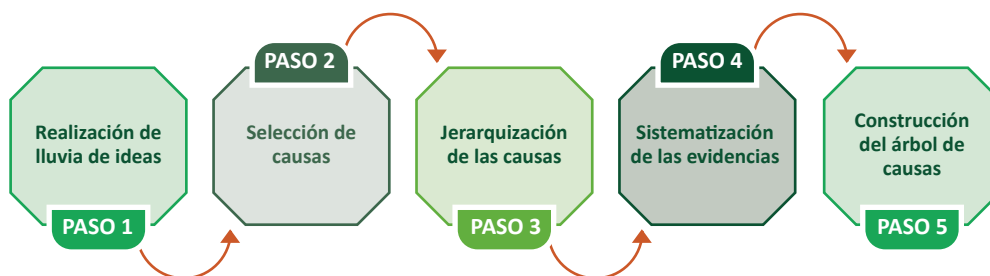 Realización de
lluvia de ideas
PASO 1
PASO 2
Selección de
causas
Jerarquización
de las causas
PASO 3
PASO 4
Sistematización
de las evidencias
Construcción
del árbol de
causas
PASO 5